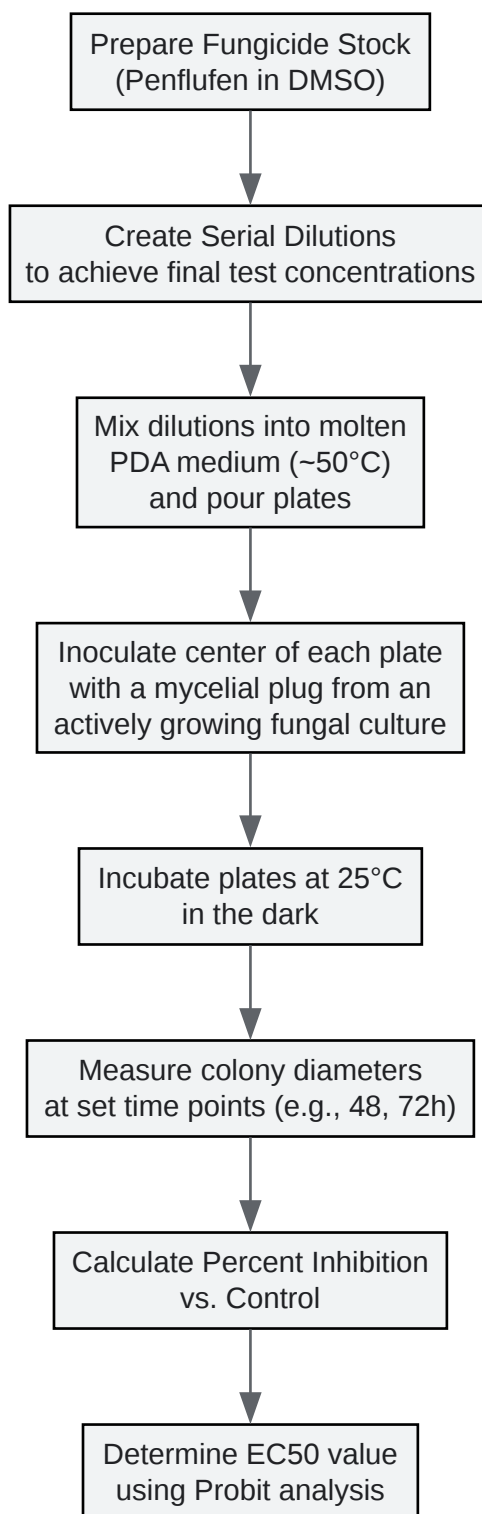 Prepare Fungicide Stock
(Penflufen in DMSO)
Create Serial Dilutions
to achieve final test concentrations
Mix dilutions into molten
PDA medium (~50°C)
and pour plates
Inoculate center of each plate
with a mycelial plug from an
actively growing fungal culture
Incubate plates at 25°C
in the dark
Measure colony diameters
at set time points (e.g., 48, 72h)
Calculate Percent Inhibition
vs. Control
Determine EC50 value
using Probit analysis